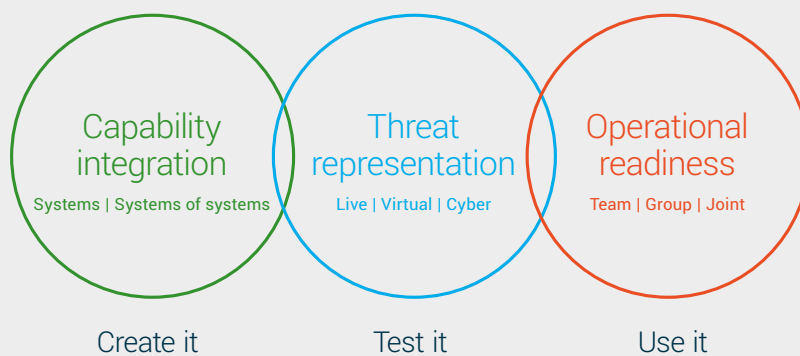 Capability
integration
Systems | Systems of systems
Threat
representation
Live | Virtual | Cyber
Operational
readiness
Team | Group | Joint
Create it
Test it
Use it